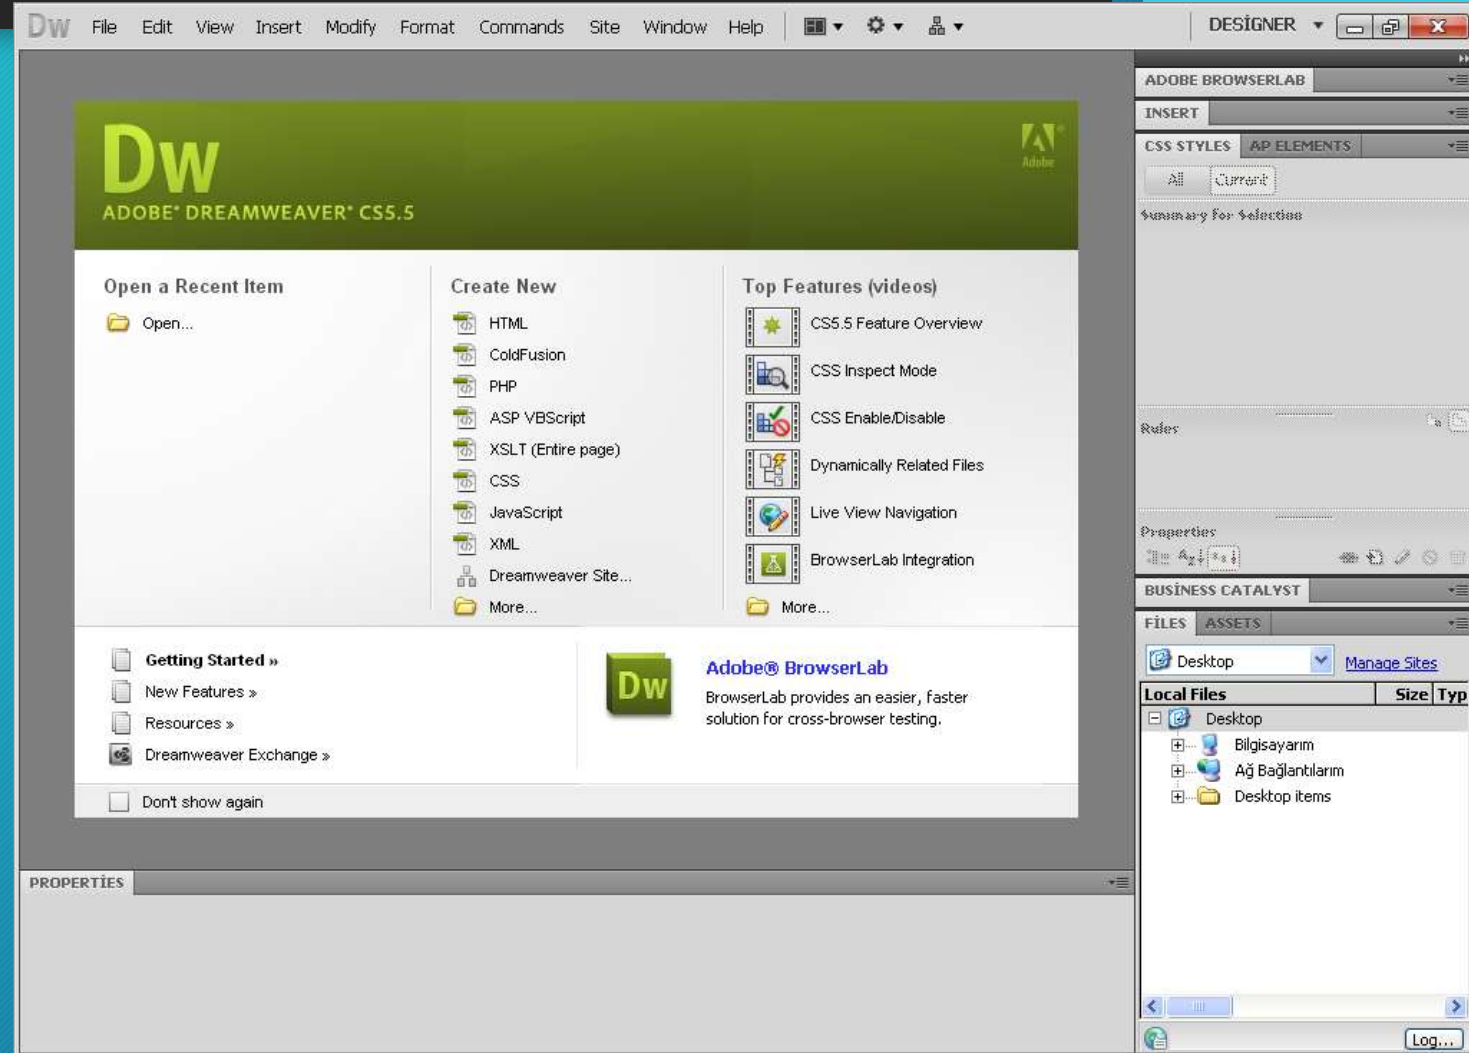 Dw File Edit View Insert Modify Format Commands Site Window Help DESİGNER
ADOBE BROWSERLAB
INSERT
CSS STYLES AP ELEMENTS
All Current
Summary for Selection
Rules
Properties
BUSİNESS CATALYST
FİLES ASSETS
Desktop Manage Sites
Local Files Size Typ
Desktop
Bilgisayarım
Ağ Bağlantılarım
Desktop items
Log...
Dw
ADOBE® DREAMWEAVER® CS5.5
Adobe
Open a Recent Item
Open...
Create New
HTML
ColdFusion
PHP
ASP VBScript
XSLT (Entire page)
CSS
JavaScript
XML
Dreamweaver Site...
More...
Top Features (videos)
CS5.5 Feature Overview
CSS Inspect Mode
CSS Enable/Disable
Dynamically Related Files
Live View Navigation
BrowserLab Integration
More...
Getting Started »
New Features »
Resources »
Dreamweaver Exchange »
Dw
Adobe® BrowserLab
BrowserLab provides an easier, faster
solution for cross-browser testing.
Don't show again
PROPERTİES